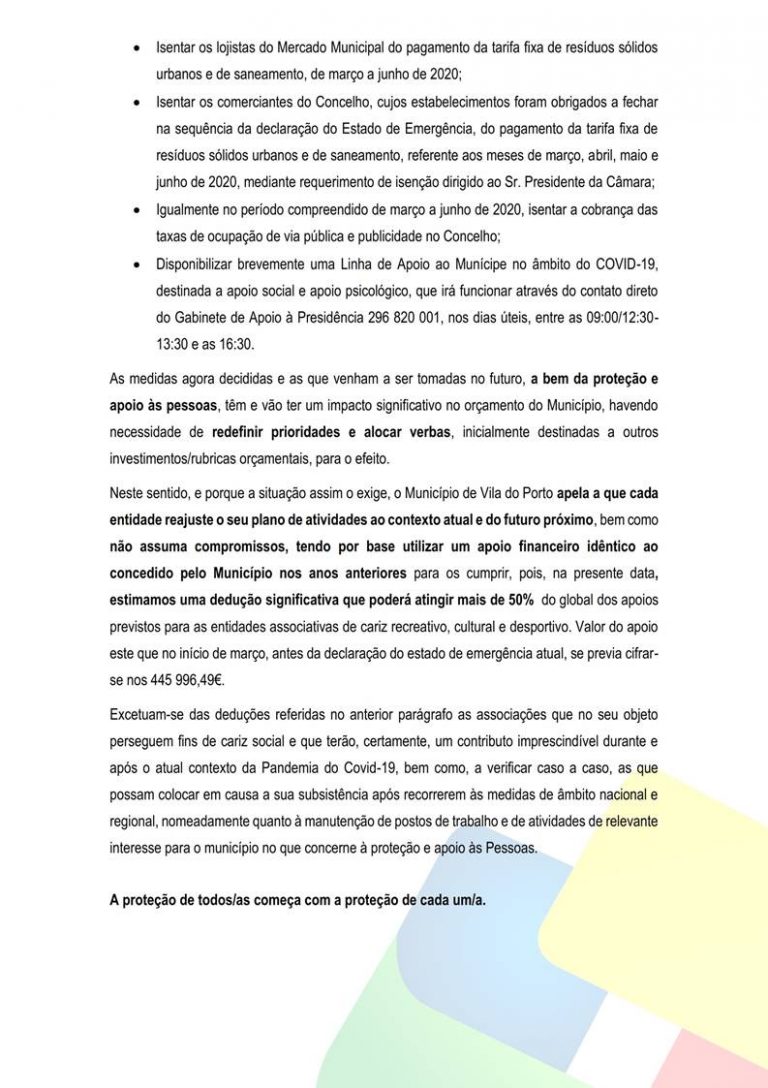 • Isentar os lojistas do Mercado Municipal do pagamento da tarifa fixa de resíduos sólidos
urbanos e de saneamento, de março a junho de 2020;
• Isentar os comerciantes do Concelho, cujos estabelecimentos foram obrigados a fechar
na sequência da declaração do Estado de Emergência, do pagamento da tarifa fixa de
resíduos sólidos urbanos e de saneamento, referente aos meses de março, abril, maio e
junho de 2020, mediante requerimento de isenção dirigido ao Sr. Presidente da Câmara;
• Igualmente no período compreendido de março a junho de 2020, isentar a cobrança das
taxas de ocupação de via pública e publicidade no Concelho;
• Disponibilizar brevemente uma Linha de Apoio ao Munícipe no âmbito do COVID-19,
destinada a apoio social e apoio psicológico, que irá funcionar através do contato direto
do Gabinete de Apoio à Presidência 296 820 001, nos dias úteis, entre as 09:00/12:30-
13:30 e as 16:30.
As medidas agora decididas e as que venham a ser tomadas no futuro, a bem da proteção e
apoio às pessoas, têm e vão ter um impacto significativo no orçamento do Município, havendo
necessidade de redefinir prioridades e alocar verbas, inicialmente destinadas a outros
investimentos/rubricas orçamentais, para o efeito.
Neste sentido, e porque a situação assim o exige, o Município de Vila do Porto apela a que cada
entidade reajuste o seu plano de atividades ao contexto atual e do futuro próximo, bem como
não assuma compromissos, tendo por base utilizar um apoio financeiro idêntico ao
concedido pelo Município nos anos anteriores para os cumprir, pois, na presente data,
estimamos uma dedução significativa que poderá atingir mais de 50% do global dos apoios
previstos para as entidades associativas de cariz recreativo, cultural e desportivo. Valor do apoio
este que no início de março, antes da declaração do estado de emergência atual, se previa cifrar-
se nos 445 996,49€.
Excetuam-se das deduções referidas no anterior parágrafo as associações que no seu objeto
perseguem fins de cariz social e que terão, certamente, um contributo imprescindível durante e
após o atual contexto da Pandemia do Covid-19, bem como, a verificar caso a caso, as que
possam colocar em causa a sua subsistência após recorrerem às medidas de âmbito nacional e
regional, nomeadamente quanto à manutenção de postos de trabalho e de atividades de relevante
interesse para o município no que concerne à proteção e apoio às Pessoas.
A proteção de todos/as começa com a proteção de cada um/a.